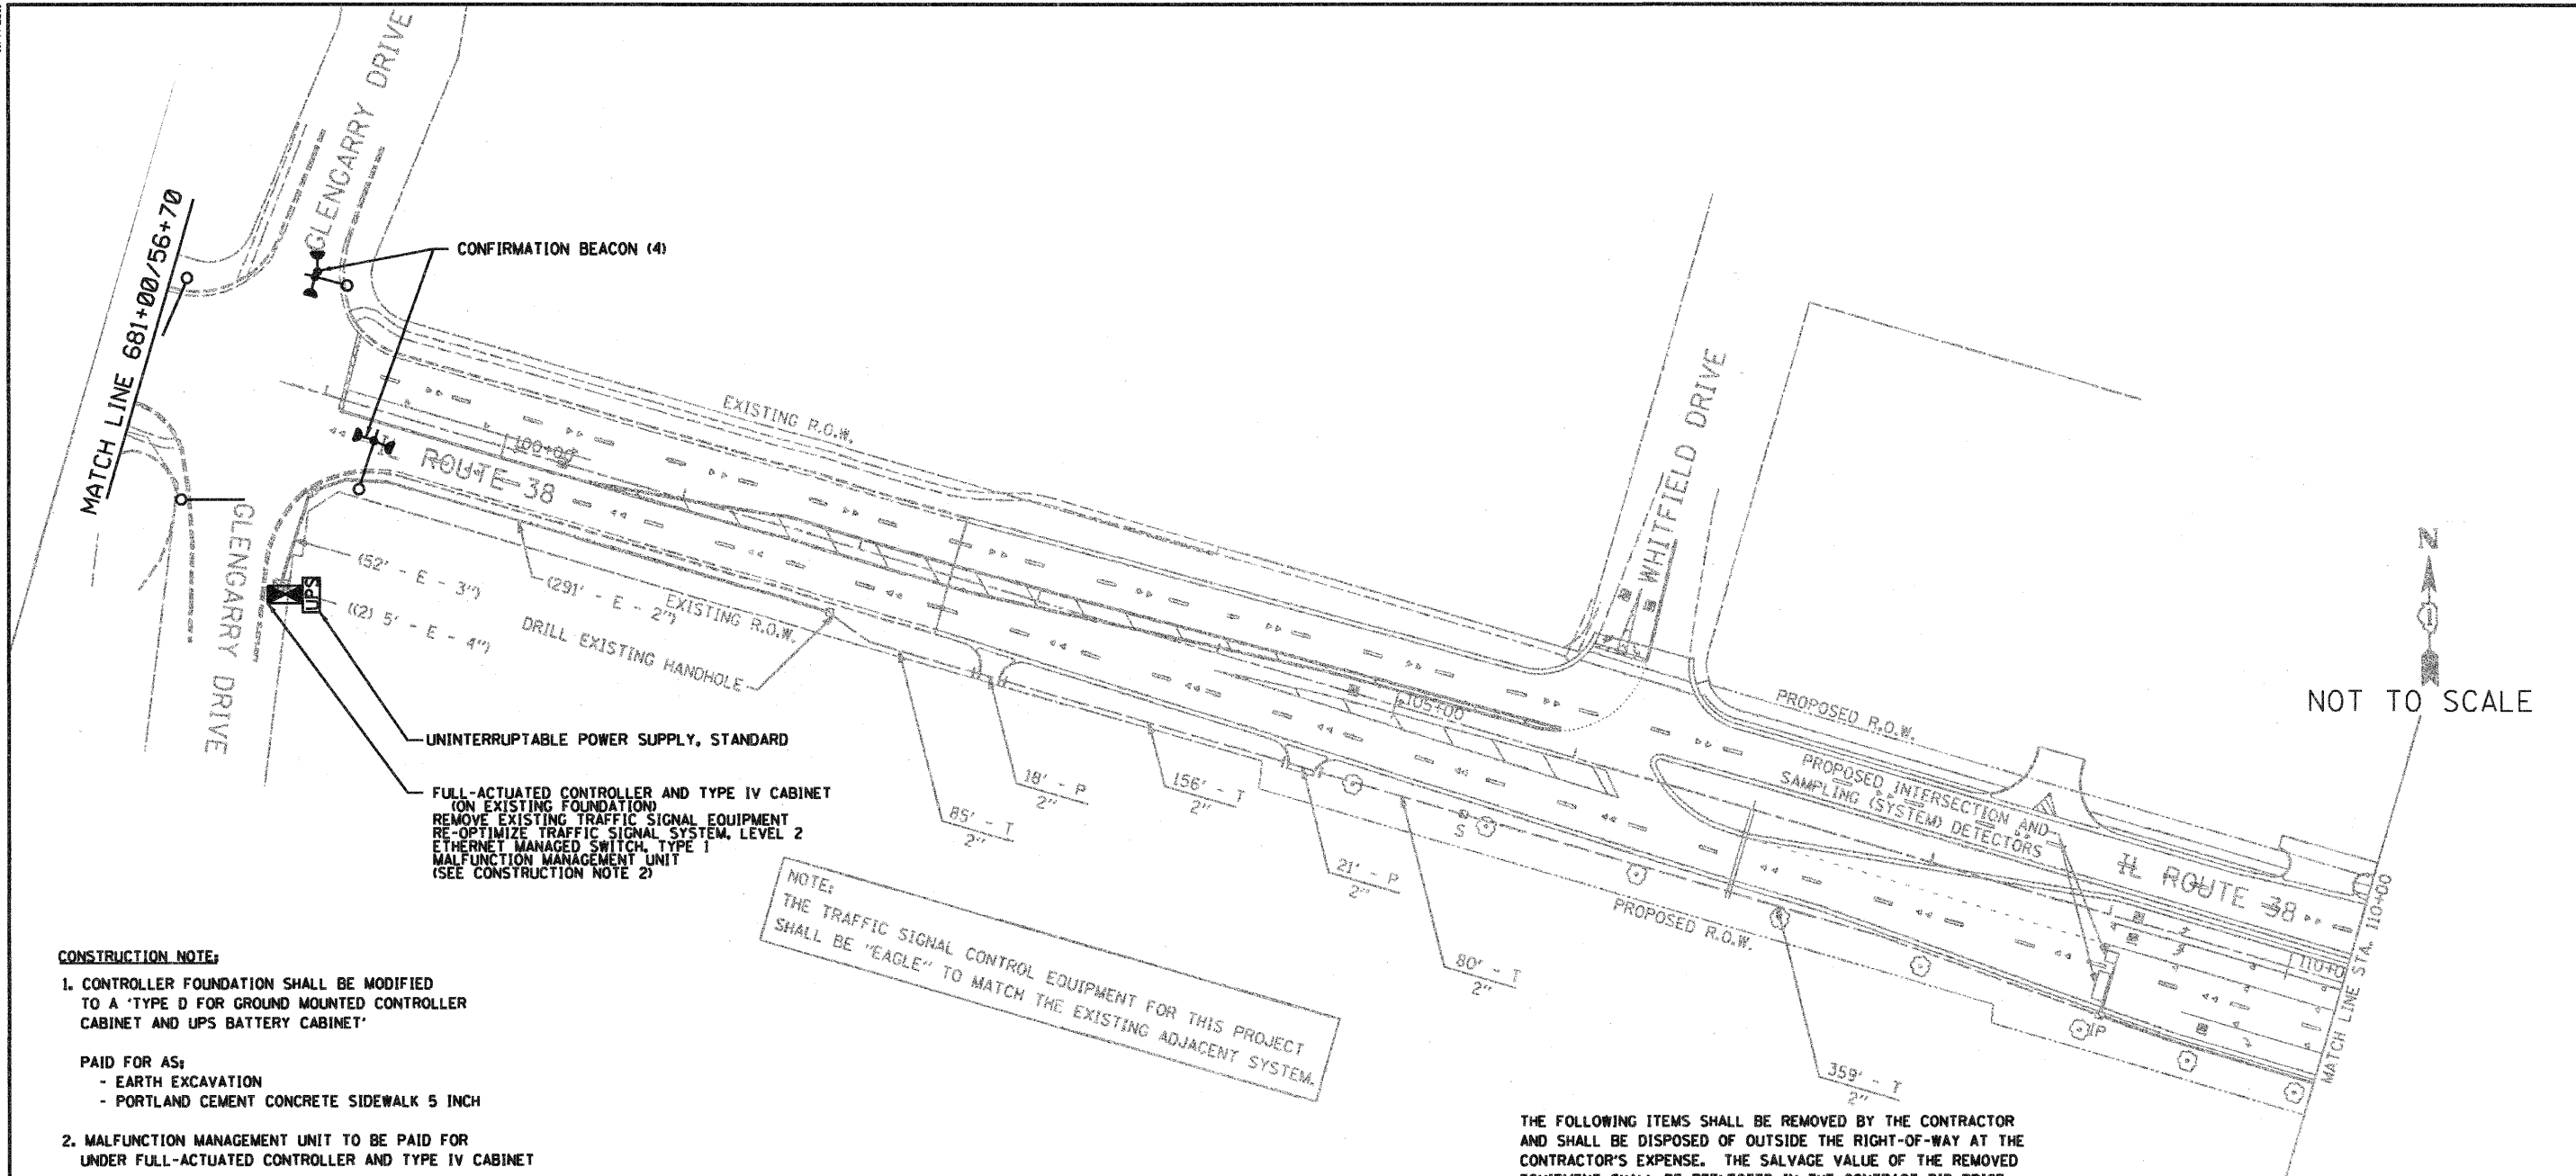 GLENGARRY DRIVE
MATCH LINE 681+00/56+70
CONFIRMATION BEACON (4)
EXISTING R.O.W.
100+00
IL ROUTE 38
WHITFIELD DRIVE
N
1
NOT TO SCALE
GLENGARRY DRIVE
UPS
(52' - E - 3")
((2) 5' - E - 4")
(291' - E - 2")
EXISTING R.O.W.
DRILL EXISTING HANDHOLE
105+00
PROPOSED R.O.W.
PROPOSED INTERSECTION AND
SAMPLING (SYSTEM) DETECTORS
IL ROUTE 38
UNINTERRUPTABLE POWER SUPPLY, STANDARD
FULL-ACTUATED CONTROLLER AND TYPE IV CABINET
(ON EXISTING FOUNDATION)
REMOVE EXISTING TRAFFIC SIGNAL EQUIPMENT
RE-OPTIMIZE TRAFFIC SIGNAL SYSTEM, LEVEL 2
ETHERNET MANAGED SWITCH, TYPE 1
MALFUNCTION MANAGEMENT UNIT
(SEE CONSTRUCTION NOTE 2)
85' - T
2"
18' - P
2"
156' - T
2"
21' - P
2"
80' - T
2"
S
PROPOSED R.O.W.
359' - T
2"
IP
110+0
MATCH LINE STA. 110+00
NOTE:
THE TRAFFIC SIGNAL CONTROL EQUIPMENT FOR THIS PROJECT
SHALL BE "EAGLE" TO MATCH THE EXISTING ADJACENT SYSTEM.
CONSTRUCTION NOTE:
1. CONTROLLER FOUNDATION SHALL BE MODIFIED
TO A 'TYPE D FOR GROUND MOUNTED CONTROLLER
CABINET AND UPS BATTERY CABINET'
PAID FOR AS:
- EARTH EXCAVATION
- PORTLAND CEMENT CONCRETE SIDEWALK 5 INCH
2. MALFUNCTION MANAGEMENT UNIT TO BE PAID FOR
UNDER FULL-ACTUATED CONTROLLER AND TYPE IV CABINET
THE FOLLOWING ITEMS SHALL BE REMOVED BY THE CONTRACTOR
AND SHALL BE DISPOSED OF OUTSIDE THE RIGHT-OF-WAY AT THE
CONTRACTOR'S EXPENSE. THE SALVAGE VALUE OF THE REMOVED